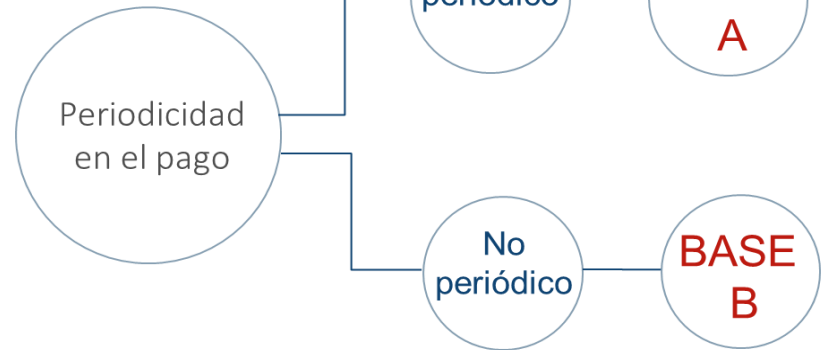 periódico
A
Periodicidad
en el pago
No
periódico
BASE
B